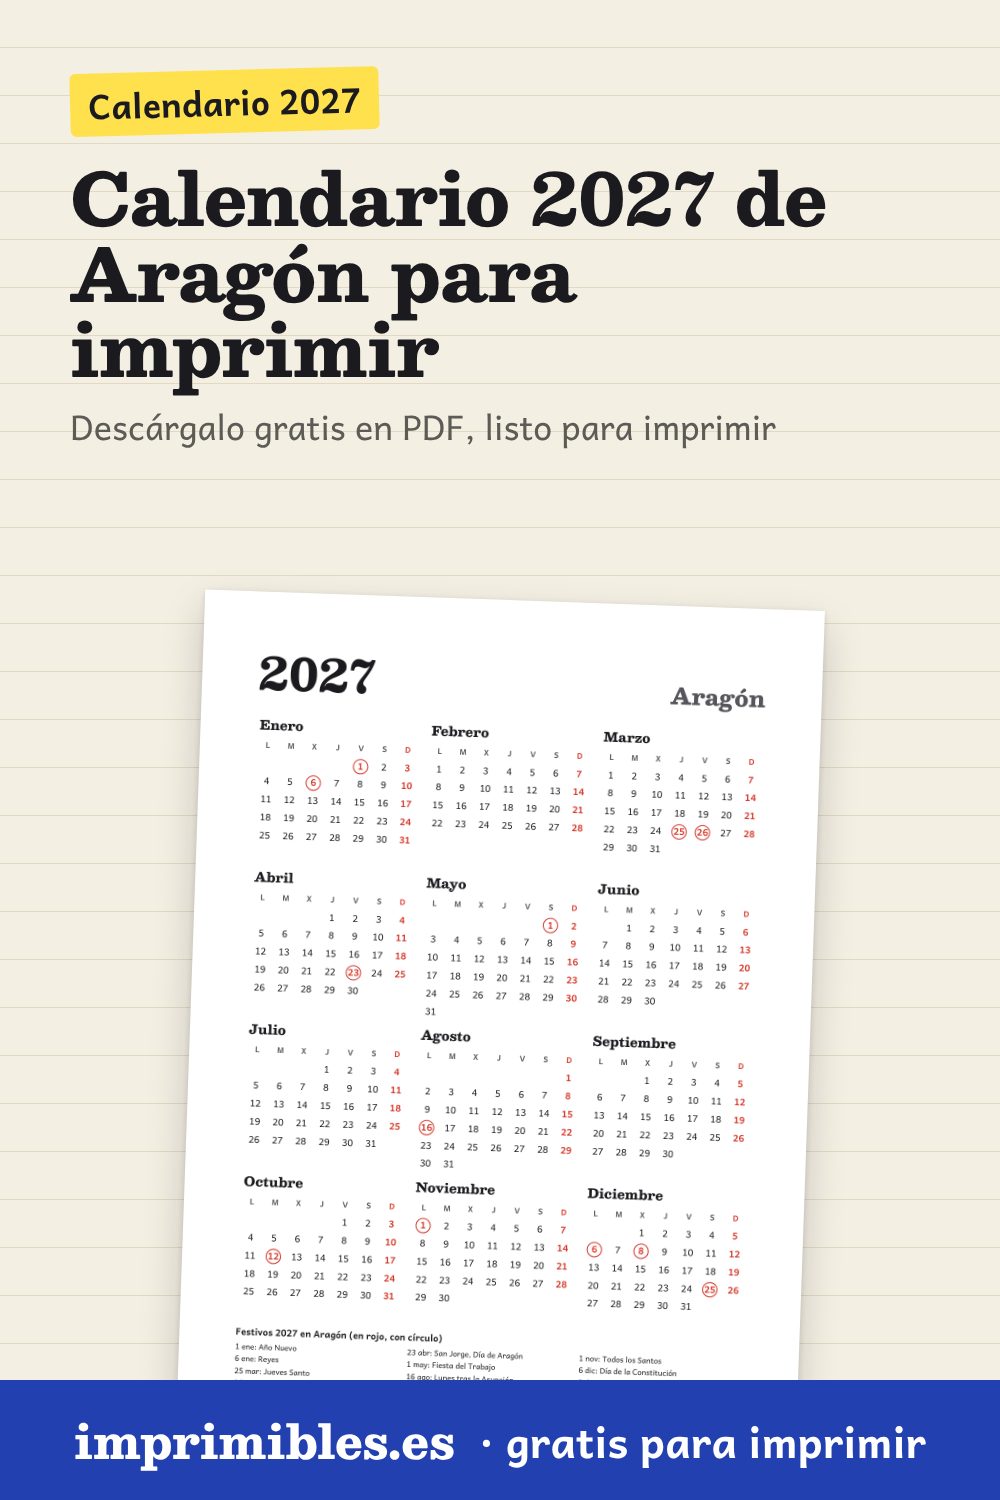 Calendario 2027
Calendario 2027 de
Aragón para
imprimir
Descárgalo gratis en PDF, listo para imprimir
2027
Aragón
Enero
L M X J V S D
1 2 3
4 5 6 7 8 9 10
11 12 13 14 15 16 17
18 19 20 21 22 23 24
25 26 27 28 29 30 31
Febrero
L M X J V S D
1 2 3 4 5 6 7
8 9 10 11 12 13 14
15 16 17 18 19 20 21
22 23 24 25 26 27 28
Marzo
L M X J V S D
1 2 3 4 5 6 7
8 9 10 11 12 13 14
15 16 17 18 19 20 21
22 23 24 25 26 27 28
29 30 31
Abril
L M X J V S D
1 2 3 4
5 6 7 8 9 10 11
12 13 14 15 16 17 18
19 20 21 22 23 24 25
26 27 28 29 30
Mayo
L M X J V S D
1 2
3 4 5 6 7 8 9
10 11 12 13 14 15 16
17 18 19 20 21 22 23
24 25 26 27 28 29 30
31
Junio
L M X J V S D
1 2 3 4 5 6
7 8 9 10 11 12 13
14 15 16 17 18 19 20
21 22 23 24 25 26 27
28 29 30
Julio
L M X J V S D
1 2 3 4
5 6 7 8 9 10 11
12 13 14 15 16 17 18
19 20 21 22 23 24 25
26 27 28 29 30 31
Agosto
L M X J V S D
1
2 3 4 5 6 7 8
9 10 11 12 13 14 15
16 17 18 19 20 21 22
23 24 25 26 27 28 29
30 31
Septiembre
L M X J V S D
1 2 3 4 5
6 7 8 9 10 11 12
13 14 15 16 17 18 19
20 21 22 23 24 25 26
27 28 29 30
Octubre
L M X J V S D
1 2 3
4 5 6 7 8 9 10
11 12 13 14 15 16 17
18 19 20 21 22 23 24
25 26 27 28 29 30 31
Noviembre
L M X J V S D
1 2 3 4 5 6 7
8 9 10 11 12 13 14
15 16 17 18 19 20 21
22 23 24 25 26 27 28
29 30
Diciembre
L M X J V S D
1 2 3 4 5
6 7 8 9 10 11 12
13 14 15 16 17 18 19
20 21 22 23 24 25 26
27 28 29 30 31
Festivos 2027 en Aragón (en rojo, con círculo)
1 ene: Año Nuevo
6 ene: Reyes
25 mar: Jueves Santo
23 abr: San Jorge, Día de Aragón
1 may: Fiesta del Trabajo
16 ago: Lunes tras la Asunción
1 nov: Todos los Santos
6 dic: Día de la Constitución
imprimibles.es · gratis para imprimir